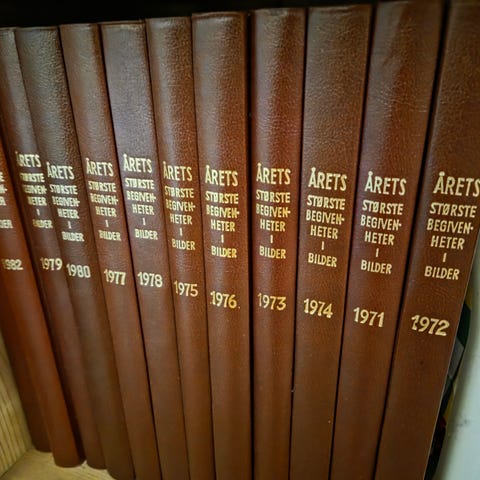 1982
ÅRETS
STØRSTE
BEGIVEN-
HETER
I
BILDER
1979
ÅRETS
STØRSTE
BEGIVEN-
HETER
I
BILDER
1980
ÅRETS
STØRSTE
BEGIVEN-
HETER
I
BILDER
1977
ÅRETS
STØRSTE
BEGIVEN-
HETER
I
BILDER
1978
ÅRETS
STØRSTE
BEGIVEN-
HETER
I
BILDER
1975
ÅRETS
STØRSTE
BEGIVEN-
HETER
I
BILDER
1976
ÅRETS
STØRSTE
BEGIVEN-
HETER
I
BILDER
1973
ÅRETS
STØRSTE
BEGIVEN-
HETER
I
BILDER
1974
ÅRETS
STØRSTE
BEGIVEN-
HETER
I
BILDER
1971
ÅRETS
STØRSTE
BEGIVEN-
HETER
I
BILDER
1972